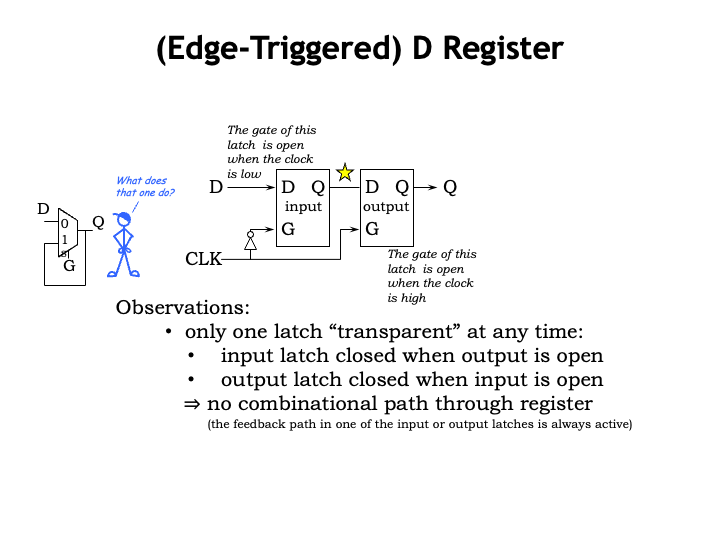 (Edge-Triggered) D Register
The gate of this
latch is open
when the clock
is low
What does
that one do?
D
D Q
D Q
Q
input
output
G
G
CLK
D
0
1
S
Q
G
The gate of this
latch is open
when the clock
is high
Observations:
• only one latch “transparent” at any time:
• input latch closed when output is open
• output latch closed when input is open
⇒ no combinational path through register
(the feedback path in one of the input or output latches is always active)